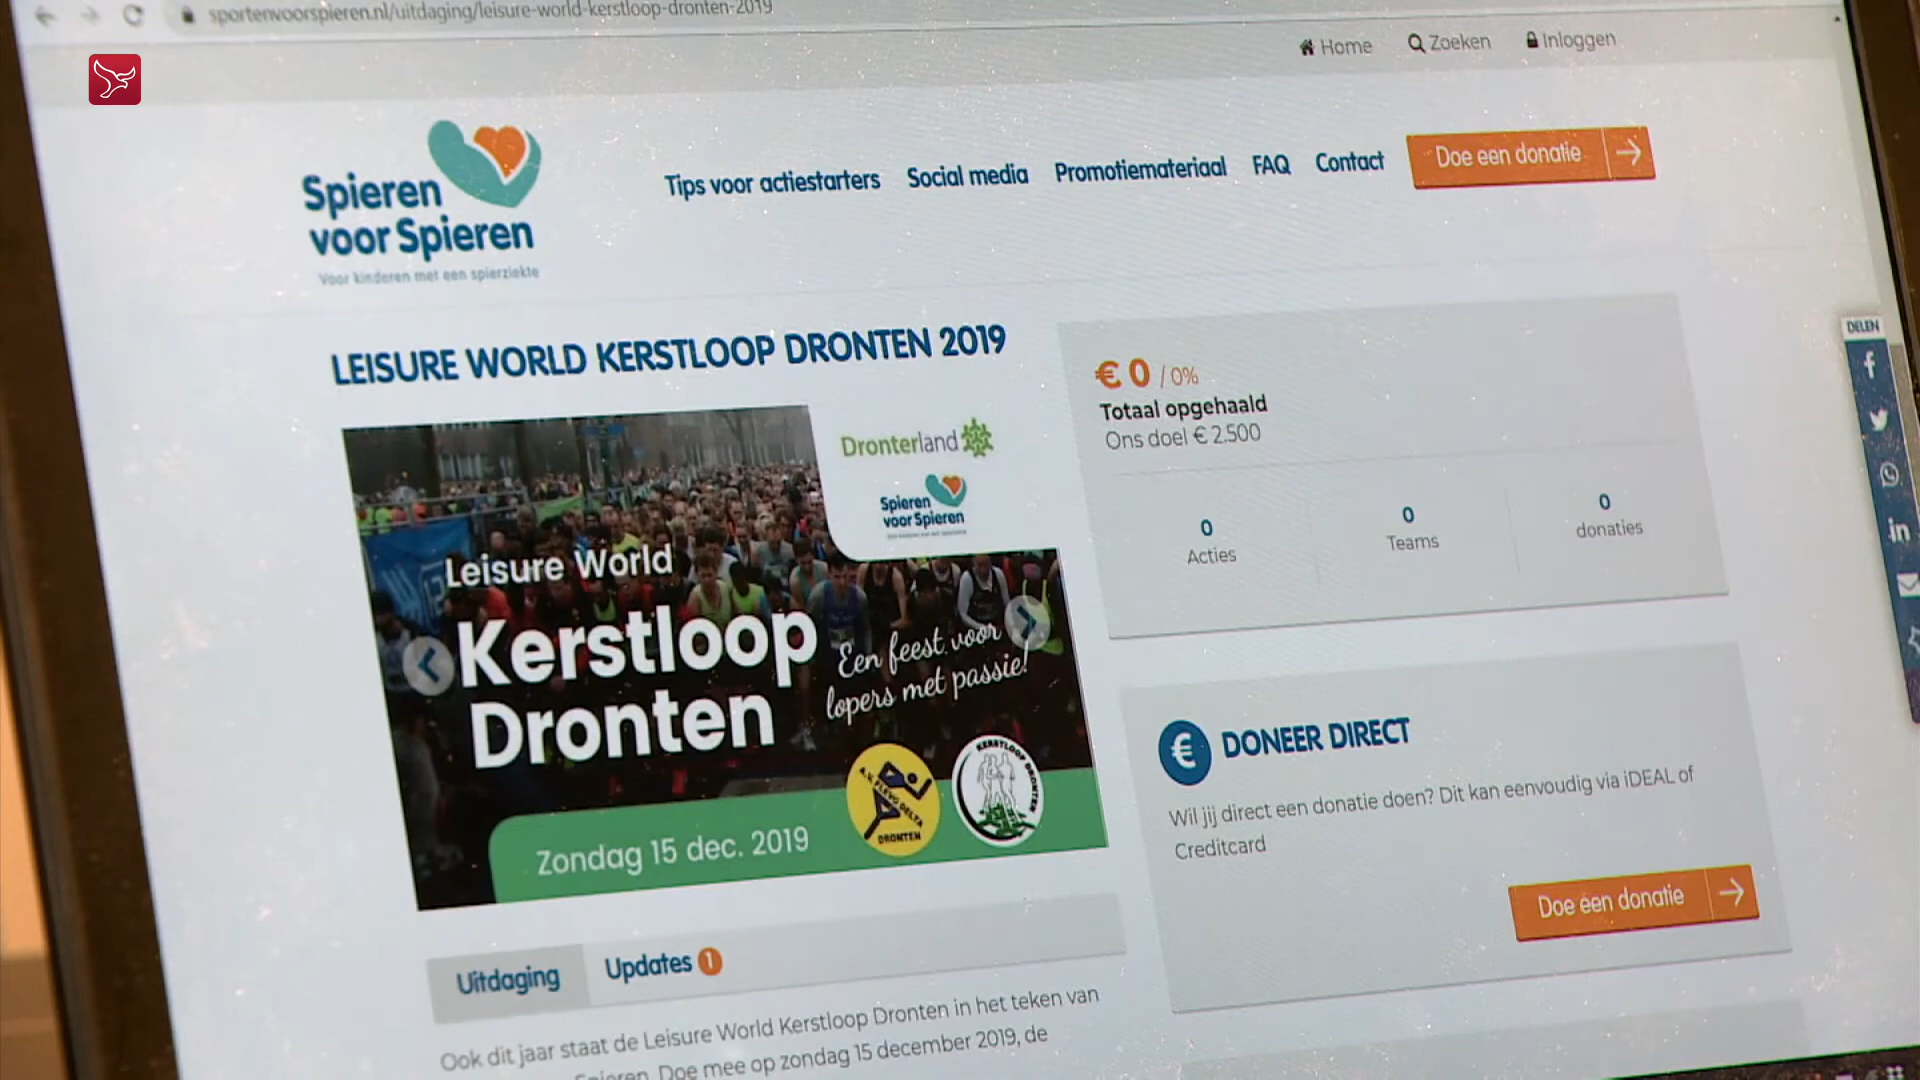 sportenvoorspieren.nl/uitdaging/leisure-world-kerstloop-dronten-2019
Home Zoeken Inloggen
Spieren
voor Spieren
Voor kinderen met een spierziekte
Tips voor actiestarters Social media Promotiemateriaal FAQ Contact Doe een donatie
LEISURE WORLD KERSTLOOP DRONTEN 2019
€ 0 / 0%
Totaal opgehaald
Ons doel € 2.500
0
Acties
0
Teams
0
donaties
DELEN
Dronterland
Spieren
voor Spieren
Leisure World
Kerstloop
Dronten
Een feest voor
lopers met passie!
A.V. FLEVO DELTA
DRONTEN
KERSTLOOP DRONTEN
Zondag 15 dec. 2019
DONEER DIRECT
Wil jij direct een donatie doen? Dit kan eenvoudig via iDEAL of
Creditcard
Doe een donatie
Uitdaging Updates 1
Ook dit jaar staat de Leisure World Kerstloop Dronten in het teken van
Spieren. Doe mee op zondag 15 december 2019, de